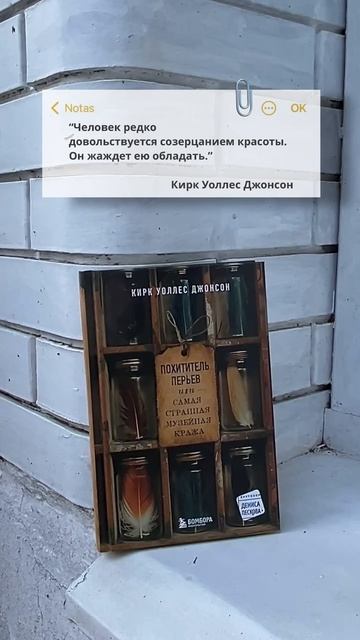 Notas
OK
“Человек редко
довольствуется созерцанием красоты.
Он жаждет ею обладать.”
Кирк Уоллес Джонсон
КИРК УОЛЛЕС ДЖОНСОН
ПОХИТИТЕЛЬ
ПЕРЬЕВ
или
САМАЯ
СТРАННАЯ
МУЗЕЙНАЯ
КРАЖА
БОМБОРА
ДЕНИСА
ПЕСКОВА